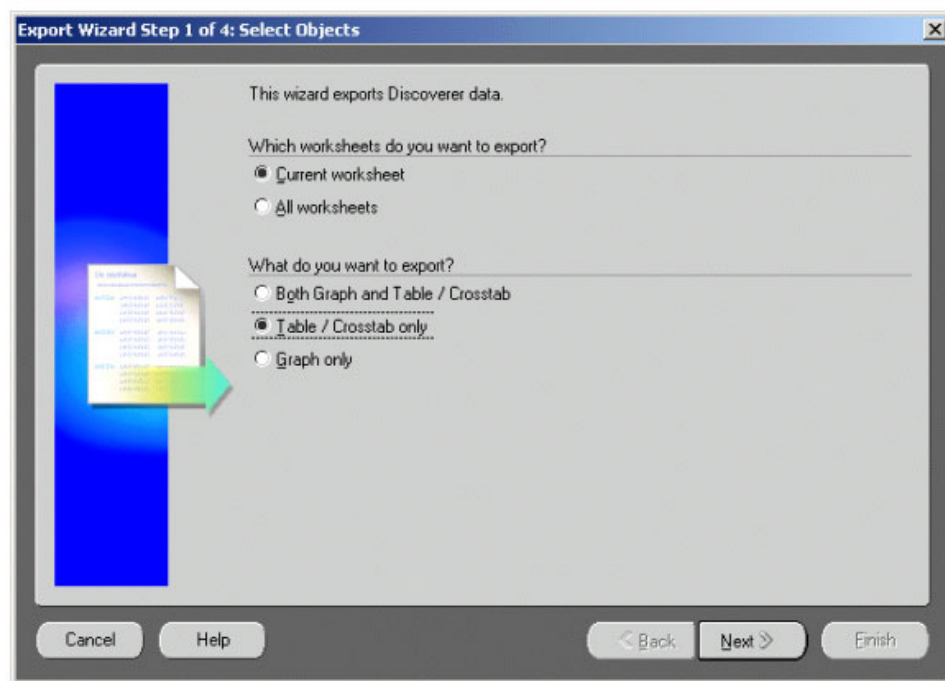 Export Wizard Step 1 of 4: Select Objects
This wizard exports Discoverer data.
Which worksheets do you want to export?
Current worksheet
All worksheets
What do you want to export?
Both Graph and Table / Crosstab
Table / Crosstab only
Graph only
Cancel
Help
Back
Next
Finish